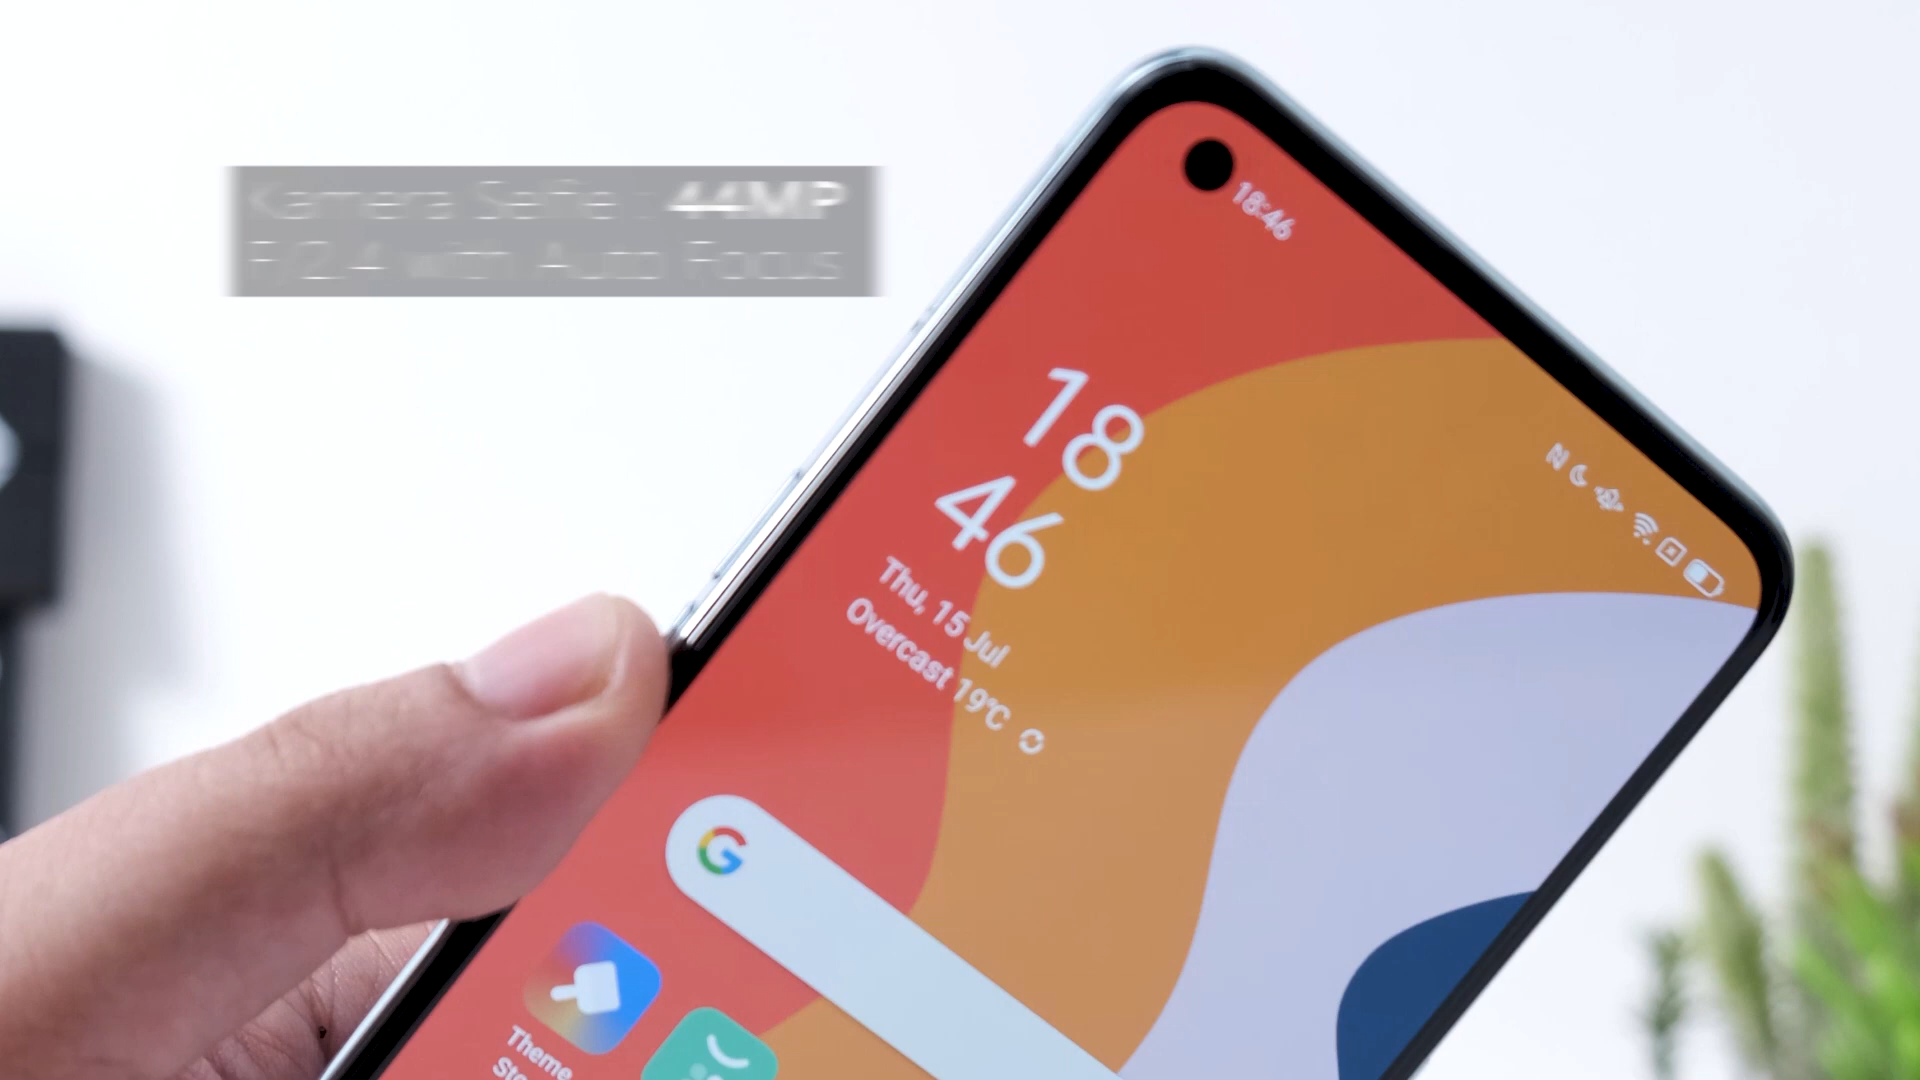 Kamera Selfie : 44MP
F/2.4 with Auto Focus
18:46
18
46
Thu, 15 Jul
Overcast 19°C
N
G
Theme